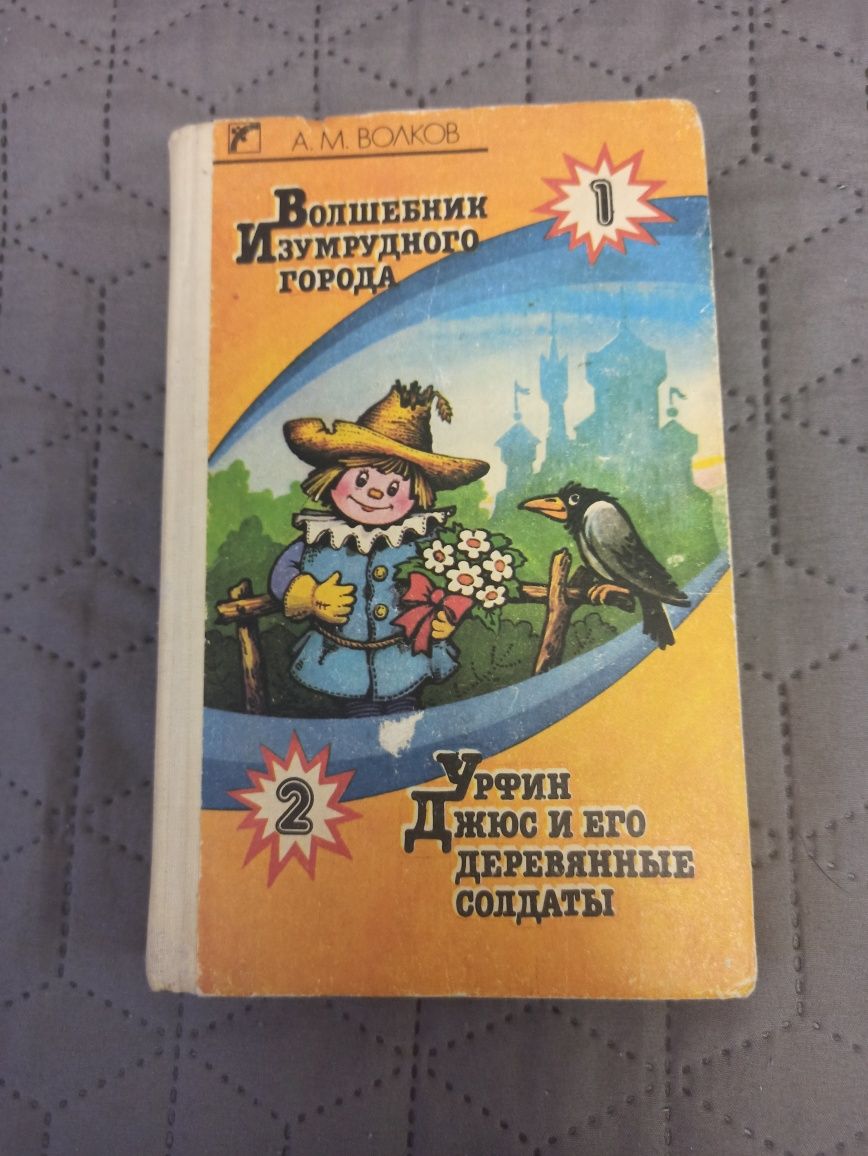 А. М. ВОЛКОВ
1
ВОЛШЕБНИК
ИЗУМРУДНОГО
ГОРОДА
2
УРФИН
ДЖЮС И ЕГО
ДЕРЕВЯННЫЕ
СОЛДАТЫ